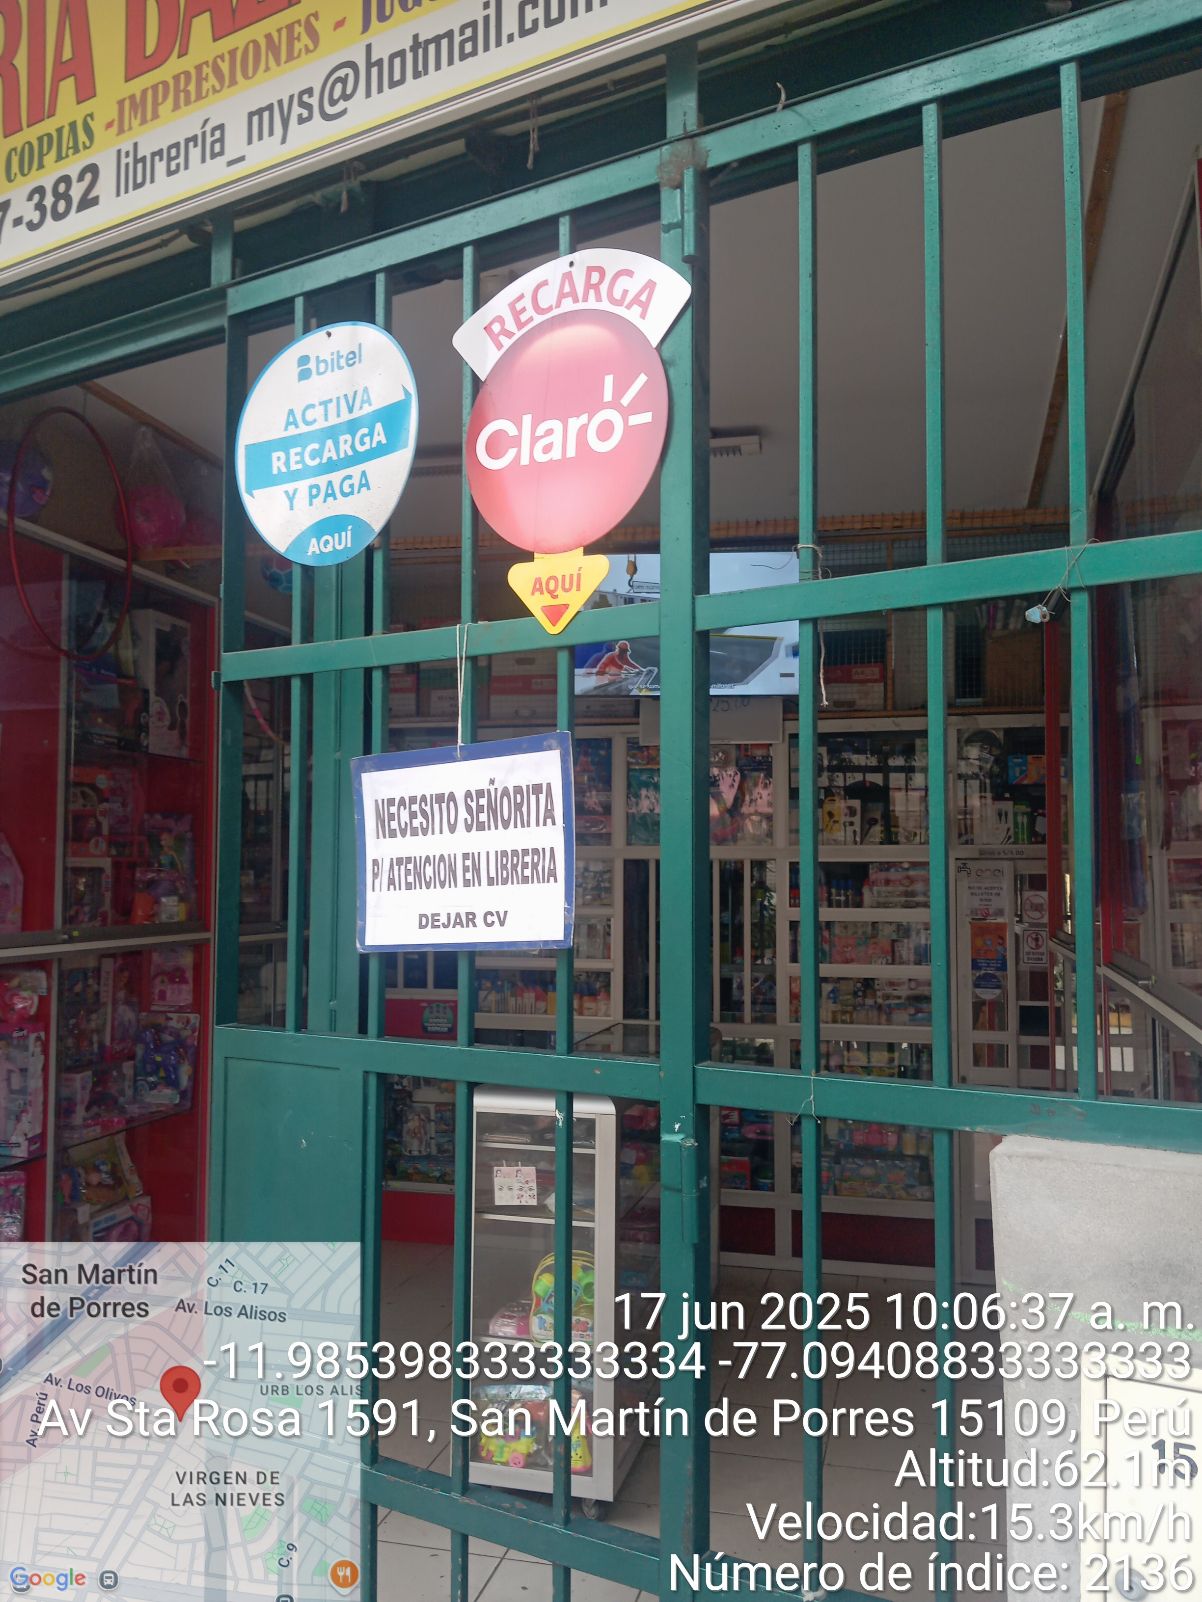 COPIAS -IMPRESIONES -
7-382 librería_mys@hotmail.com
RECARGA
Claro
AQUÍ
bitel
ACTIVA
RECARGA
Y PAGA
AQUÍ
NECESITO SEÑORITA
P/ ATENCION EN LIBRERIA
DEJAR CV
enel
15
San Martín
de Porres
C. 11
C. 17
Av. Los Alisos
Av. Los Olivos
URB LOS ALIS
Av. Perú
VIRGEN DE
LAS NIEVES
C. 9
Google
17 jun 2025 10:06:37 a. m.
-11.985398333333334 -77.09408833333333
Av Sta Rosa 1591, San Martín de Porres 15109, Perú
Altitud:62.1m
Velocidad:15.3km/h
Número de índice: 2136